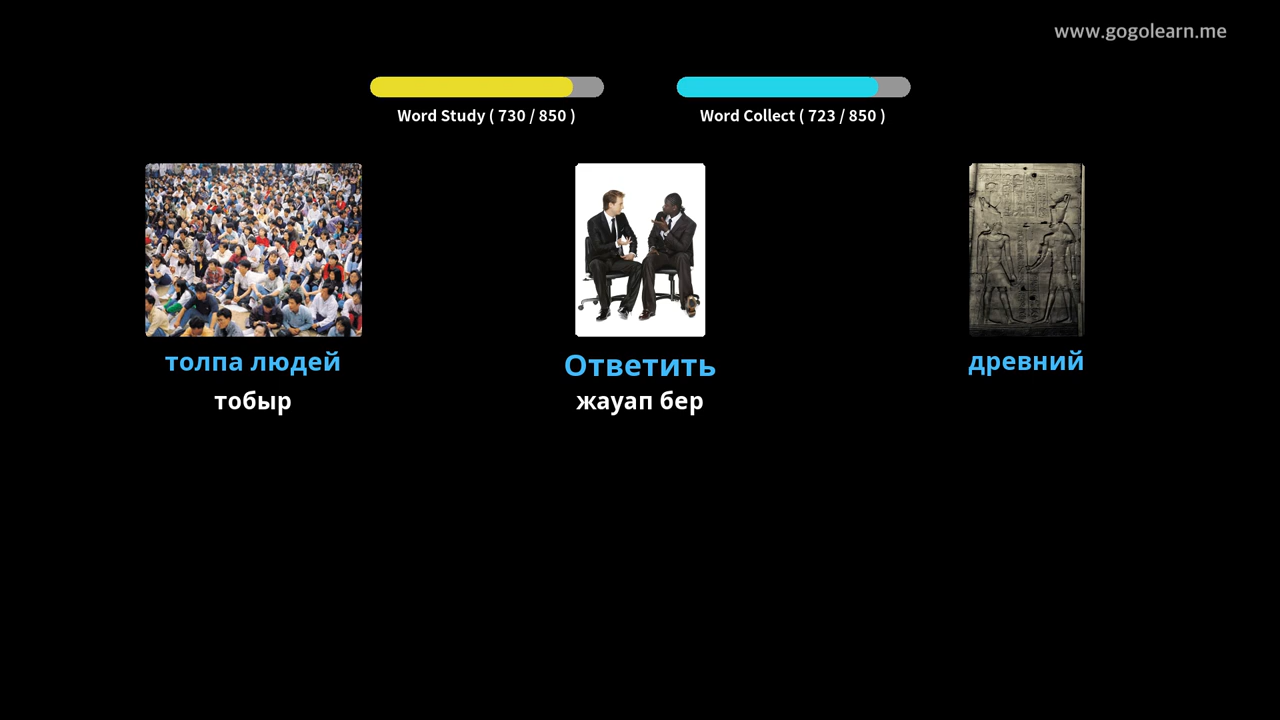 www.gogolearn.me
Word Study ( 730 / 850 )
Word Collect ( 723 / 850 )
толпа людей
тобыр
Ответить
жауап бер
древний